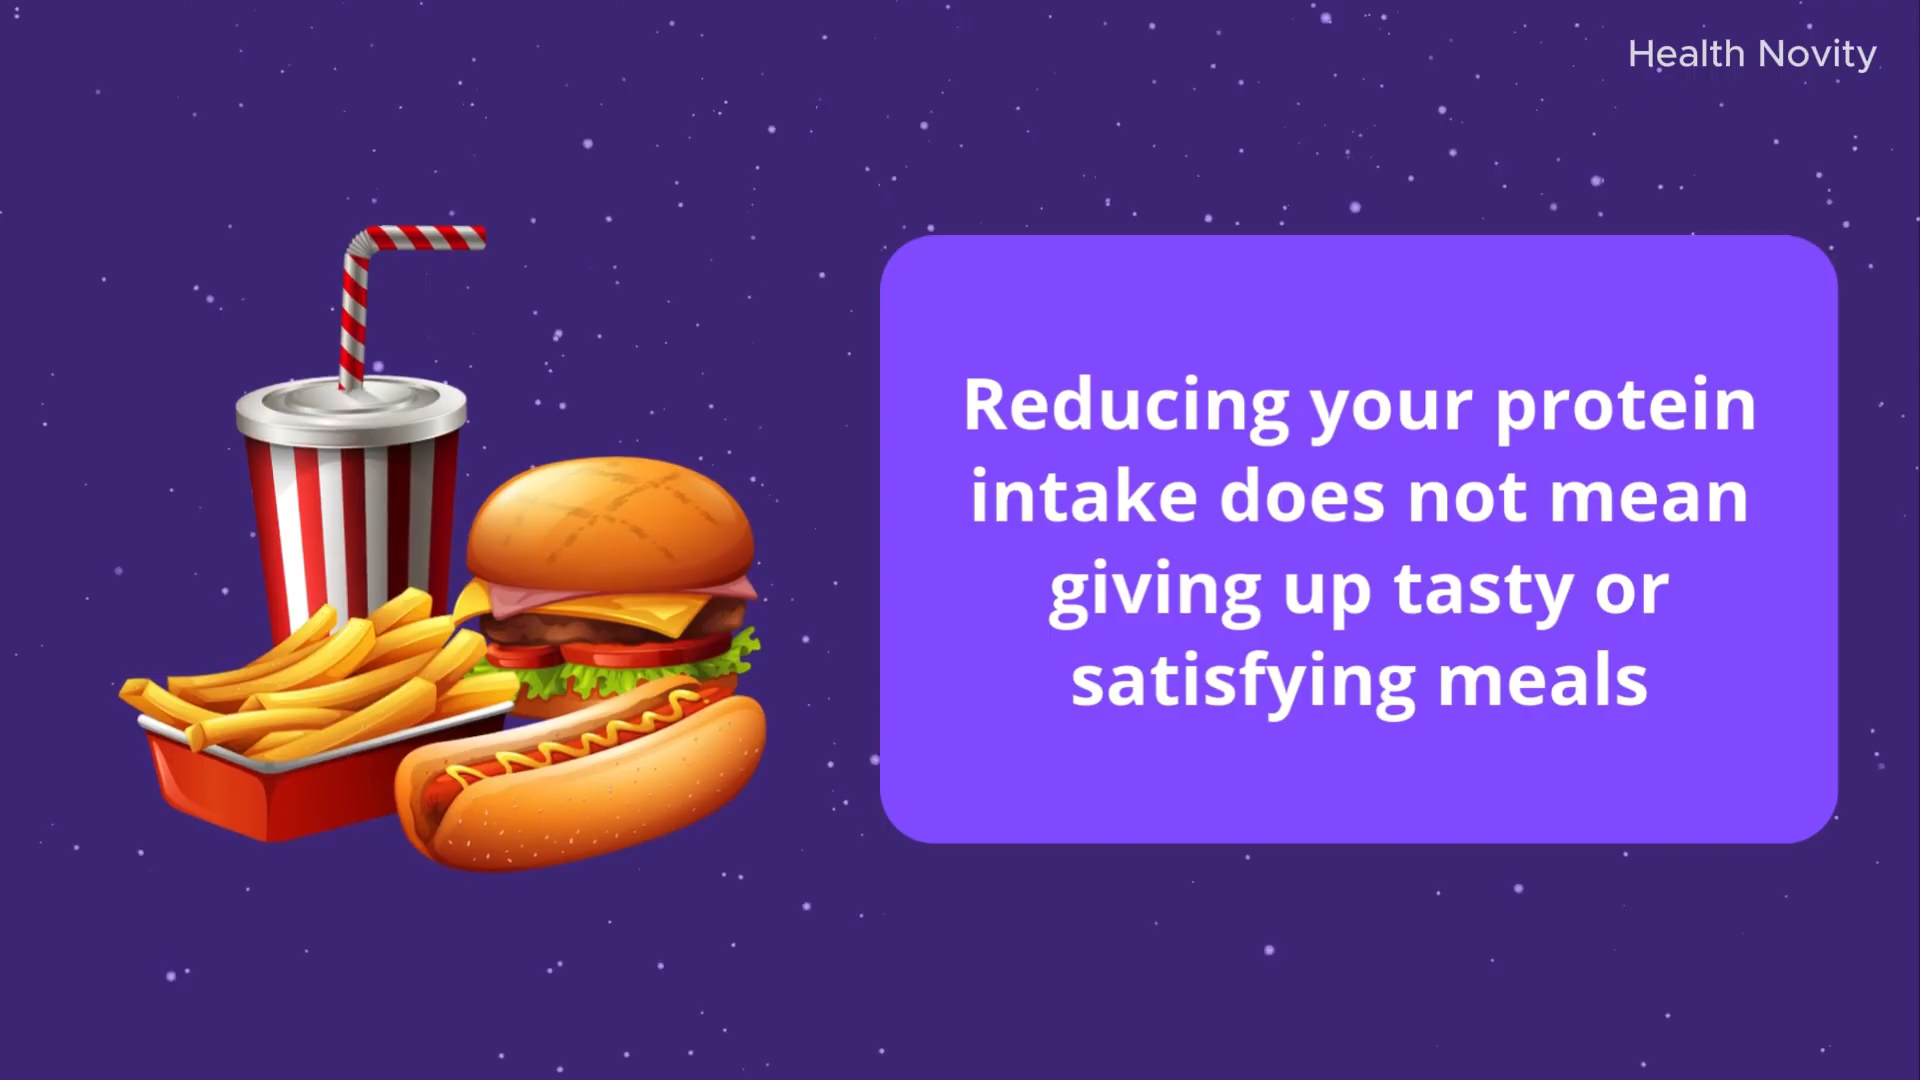 Health Novity
Reducing your protein
intake does not mean
giving up tasty or
satisfying meals